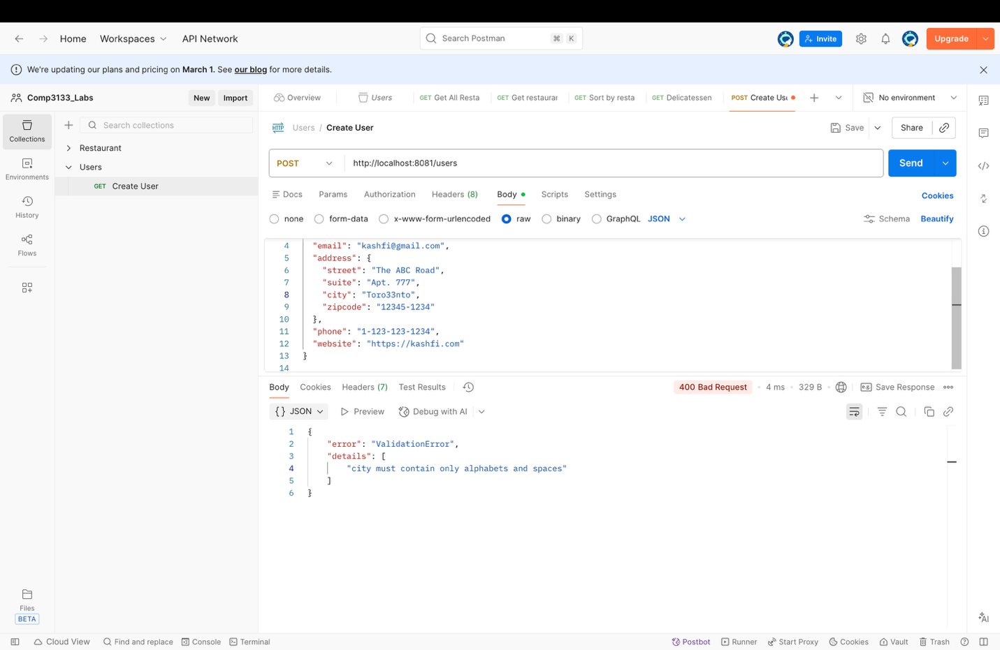 Home Workspaces API Network Search Postman ⌘ K Invite Upgrade
We're updating our plans and pricing on March 1. See our blog for more details.
Comp3133_Labs New Import
Overview Users GET Get All Resta GET Get restaurar GET Sort by resta GET Delicatessen POST Create Use No environment
Search collections
Collections
Restaurant
Users
GET Create User
Environments
History
Flows
Files
BETA
HTTP Users / Create User Save Share
POST http://localhost:8081/users Send
Docs Params Authorization Headers (8) Body Scripts Settings Cookies
none form-data x-www-form-urlencoded raw binary GraphQL JSON Schema Beautify
4 "email": "kashfi@gmail.com",
5 "address": {
6 "street": "The ABC Road",
7 "suite": "Apt. 777",
8 "city": "Toro33nto",
9 "zipcode": "12345-1234"
10 },
11 "phone": "1-123-123-1234",
12 "website": "https://kashfi.com"
13 }
14
Body Cookies Headers (7) Test Results 400 Bad Request • 4 ms • 329 B • e.g. Save Response
{} JSON Preview Debug with AI
1 {
2 "error": "ValidationError",
3 "details": [
4 "city must contain only alphabets and spaces"
5 ]
6 }
AI
Cloud View Find and replace Console Terminal Postbot Runner Start Proxy Cookies Vault Trash